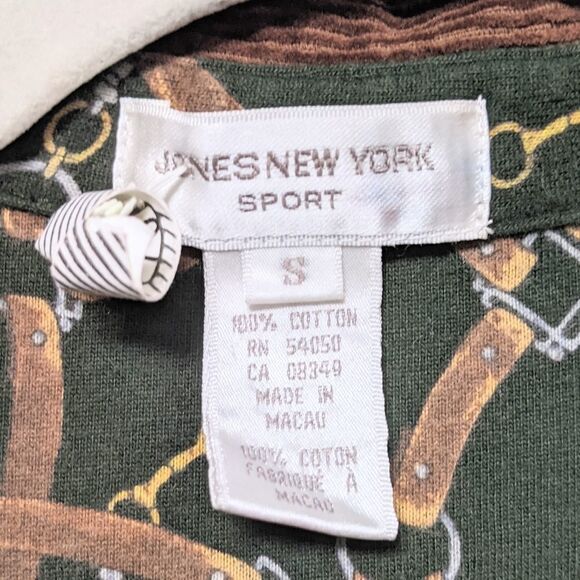 JONES NEW YORK
SPORT
S
100% COTTON
RN 54050
CA 08349
MADE IN
MACAU
100% COTON
FABRIQUE À
MACAO